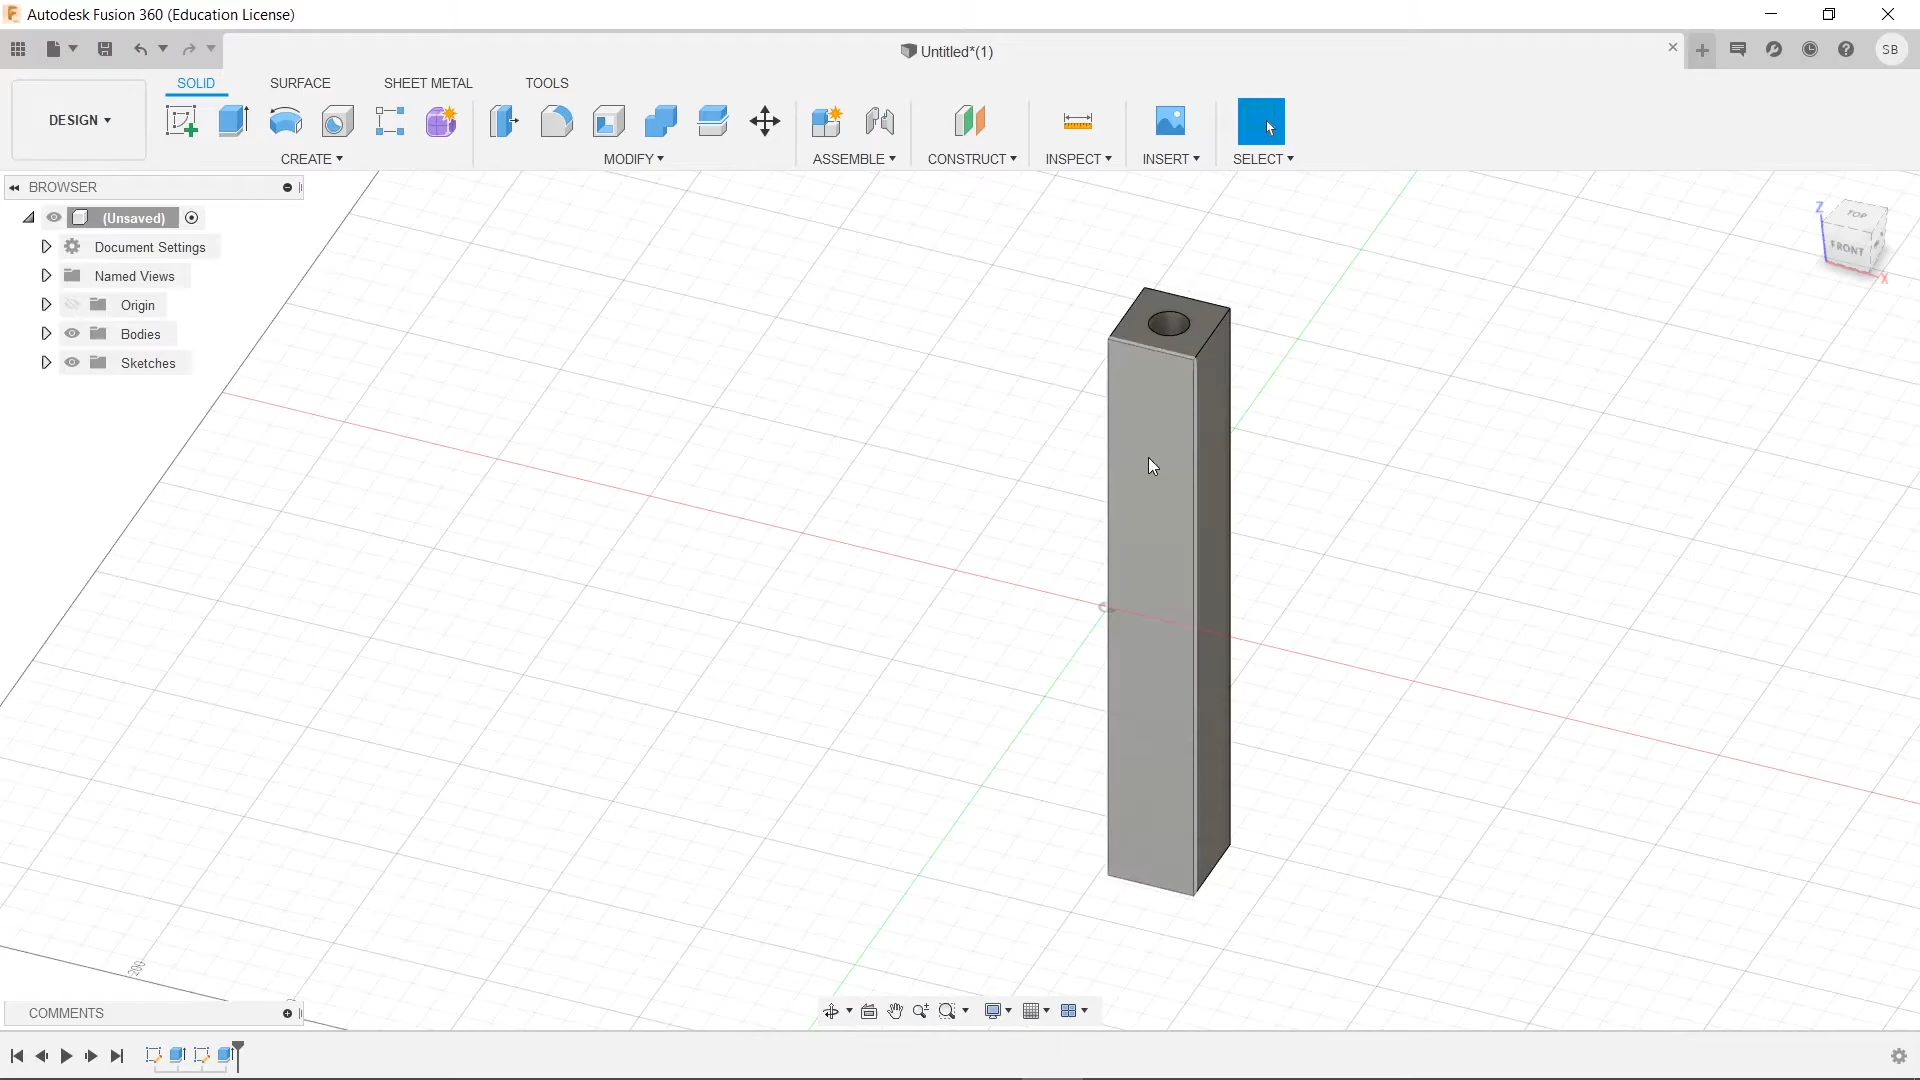 Autodesk Fusion 360 (Education License)
Untitled*(1)
SB
SOLID
SURFACE
SHEET METAL
TOOLS
DESIGN
CREATE
MODIFY
ASSEMBLE
CONSTRUCT
INSPECT
INSERT
SELECT
BROWSER
(Unsaved)
Document Settings
Named Views
Origin
Bodies
Sketches
Z
TOP
FRONT
X
200
COMMENTS